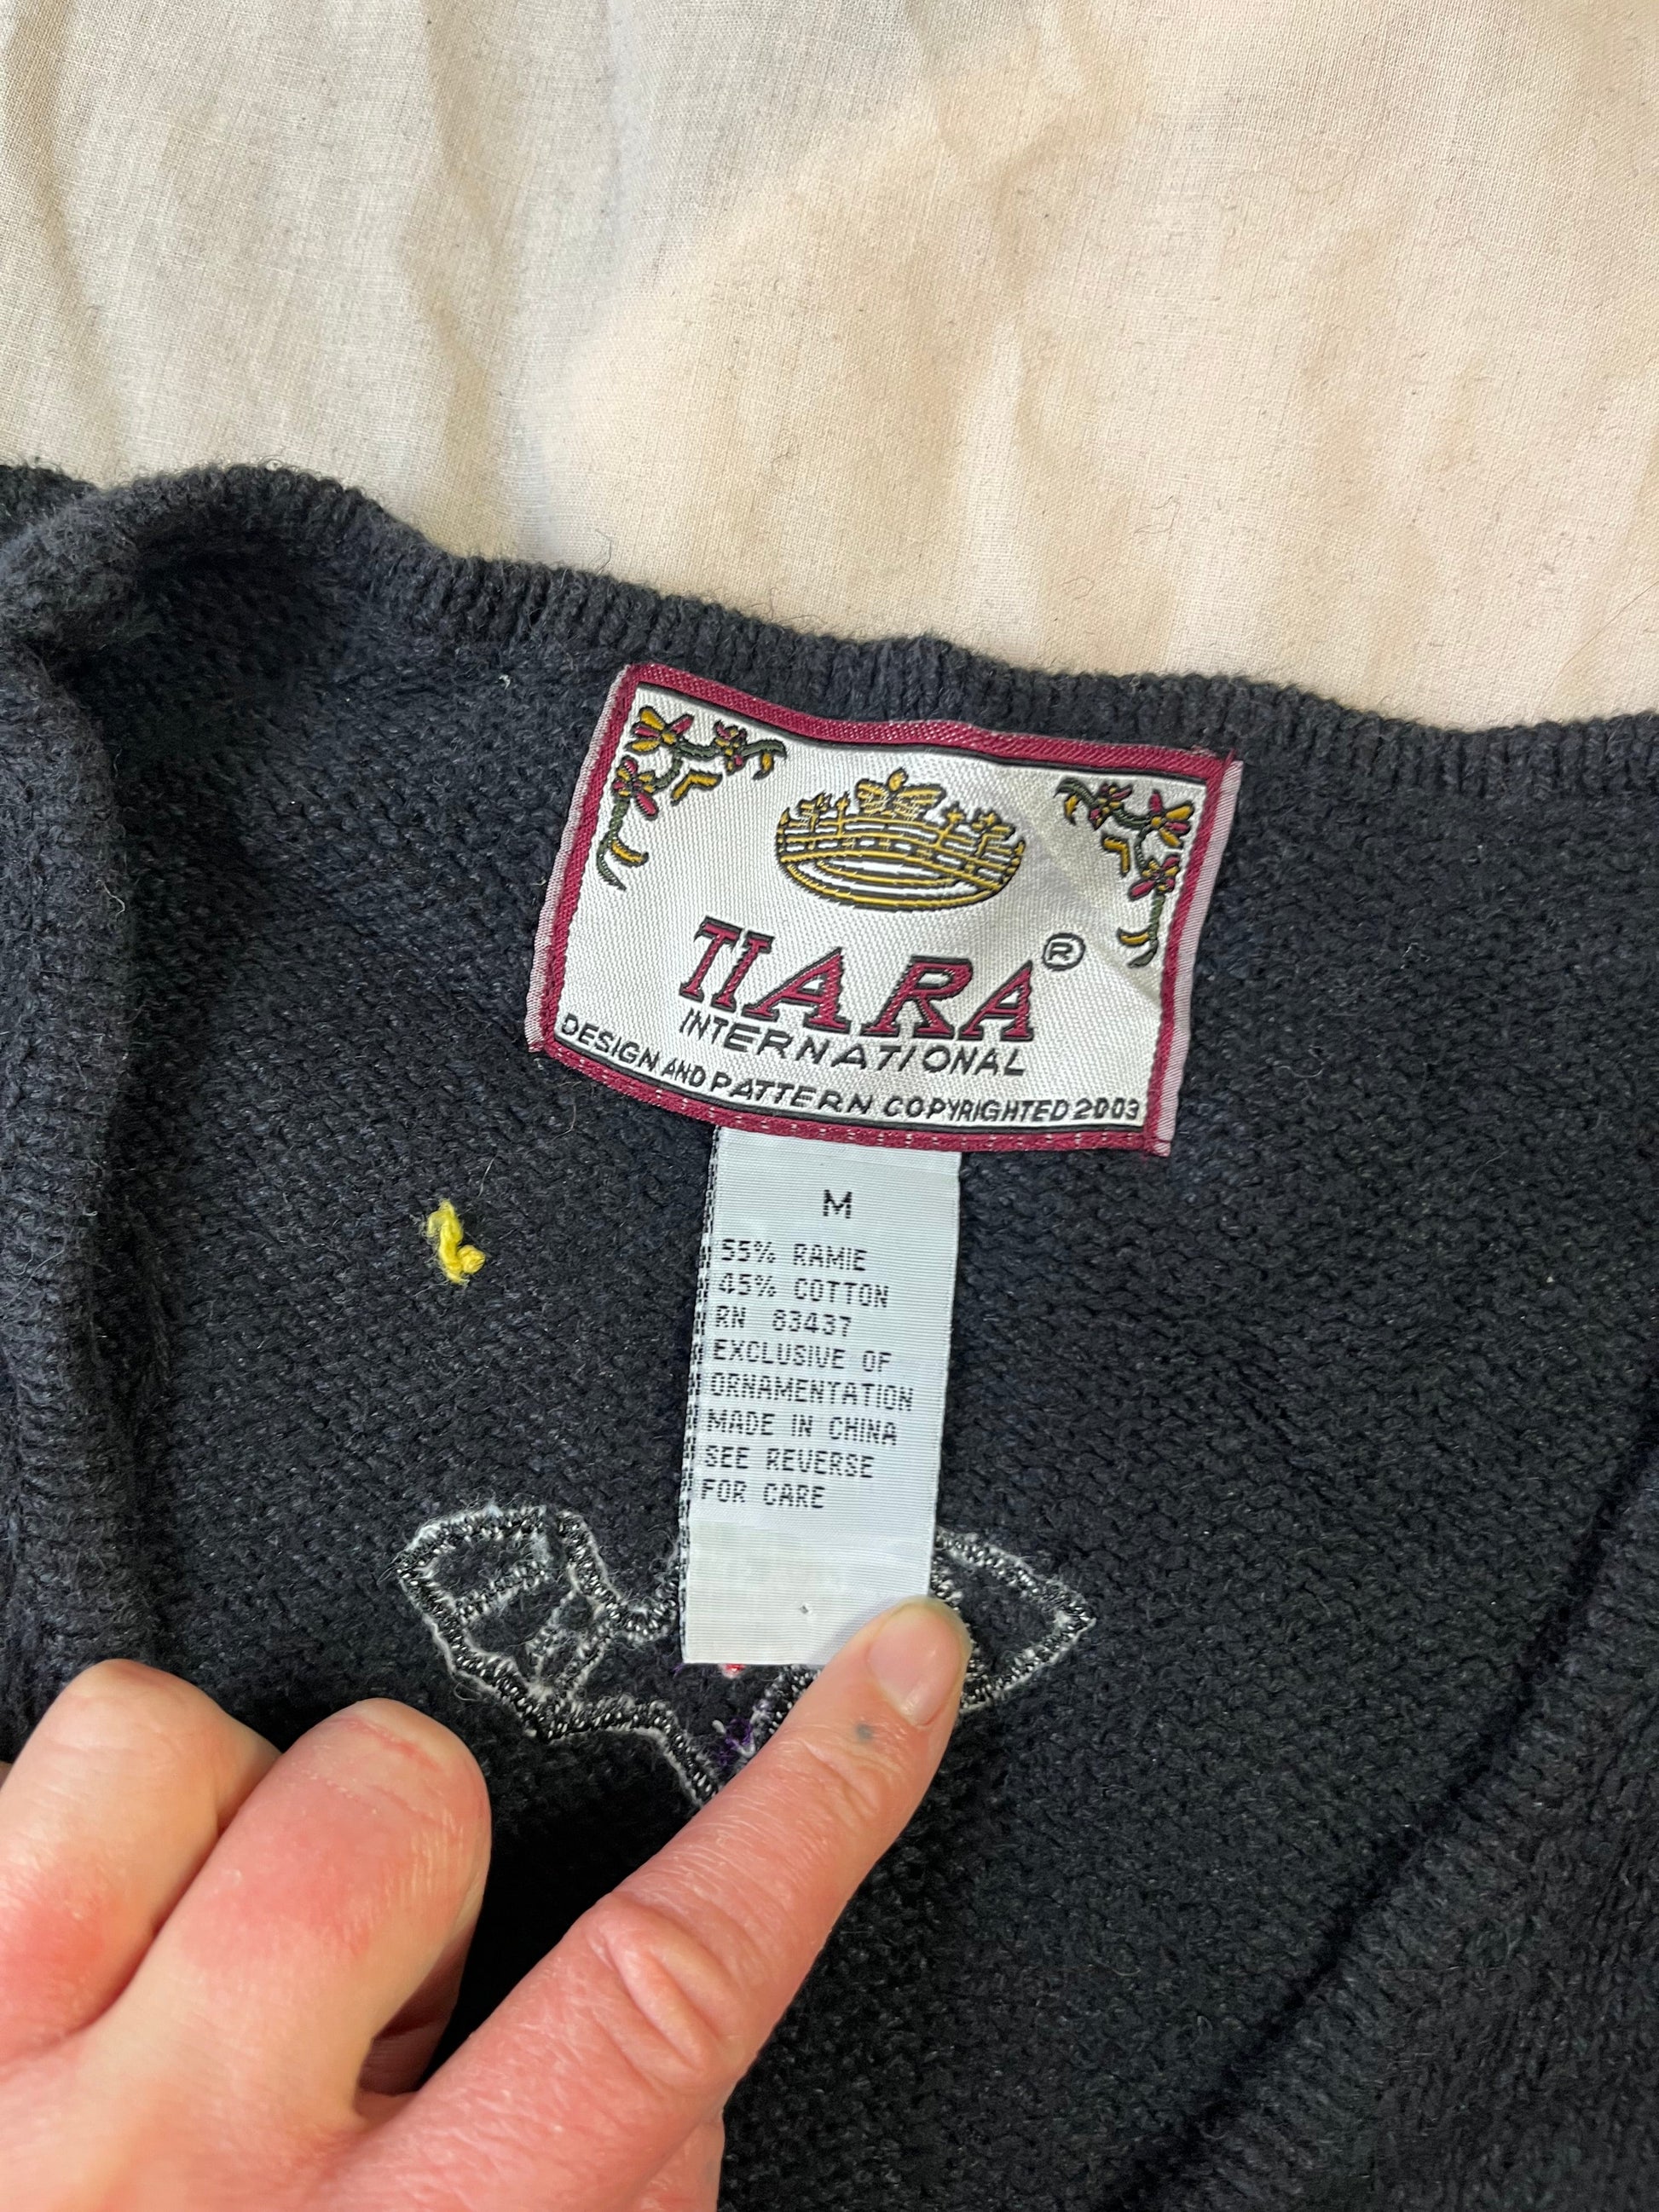 TIARA®
INTERNATIONAL
DESIGN AND PATTERN COPYRIGHTED 2003
M
55% RAMIE
45% COTTON
RN 83437
EXCLUSIVE OF
ORNAMENTATION
MADE IN CHINA
SEE REVERSE
FOR CARE